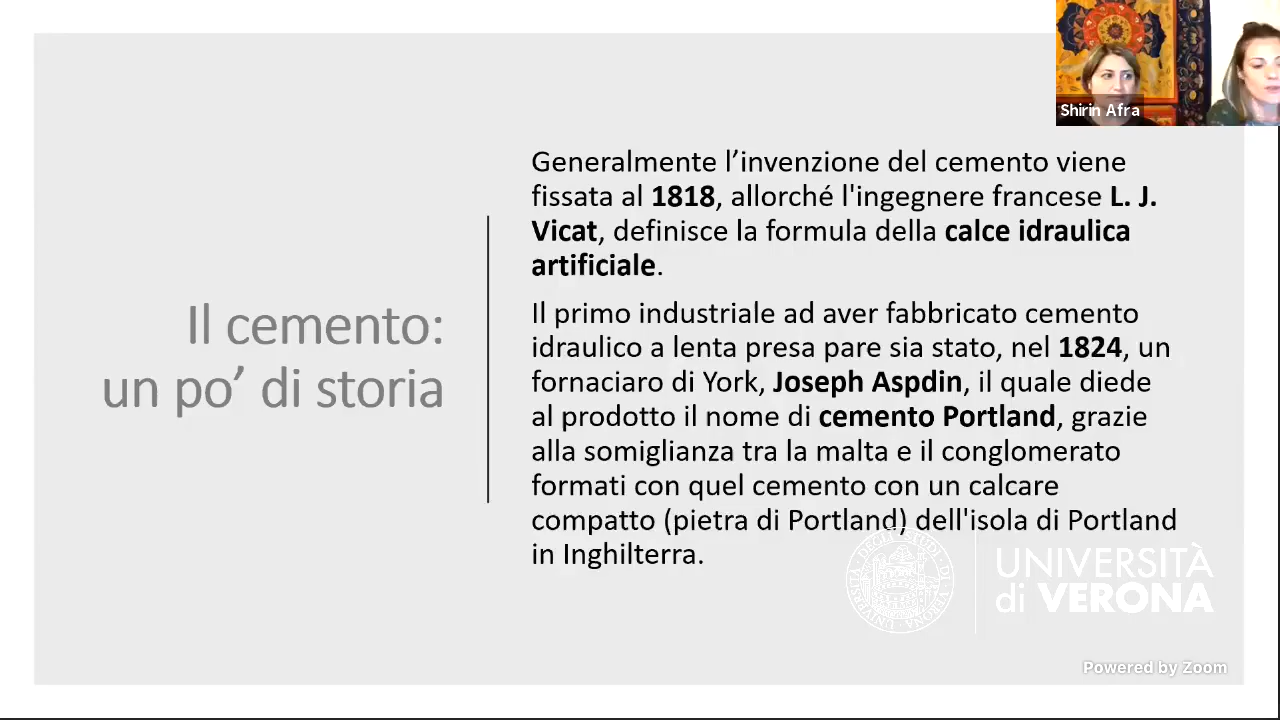 Shirin Afra
Generalmente l’invenzione del cemento viene
fissata al 1818, allorché l'ingegnere francese L. J.
Vicat, definisce la formula della calce idraulica
artificiale.
Il cemento:
un po’ di storia
Il primo industriale ad aver fabbricato cemento
idraulico a lenta presa pare sia stato, nel 1824, un
fornaciaro di York, Joseph Aspdin, il quale diede
al prodotto il nome di cemento Portland, grazie
alla somiglianza tra la malta e il conglomerato
formati con quel cemento con un calcare
compatto (pietra di Portland) dell'isola di Portland
in Inghilterra.
UNIVERSITÀ
di VERONA
Powered by Zoom